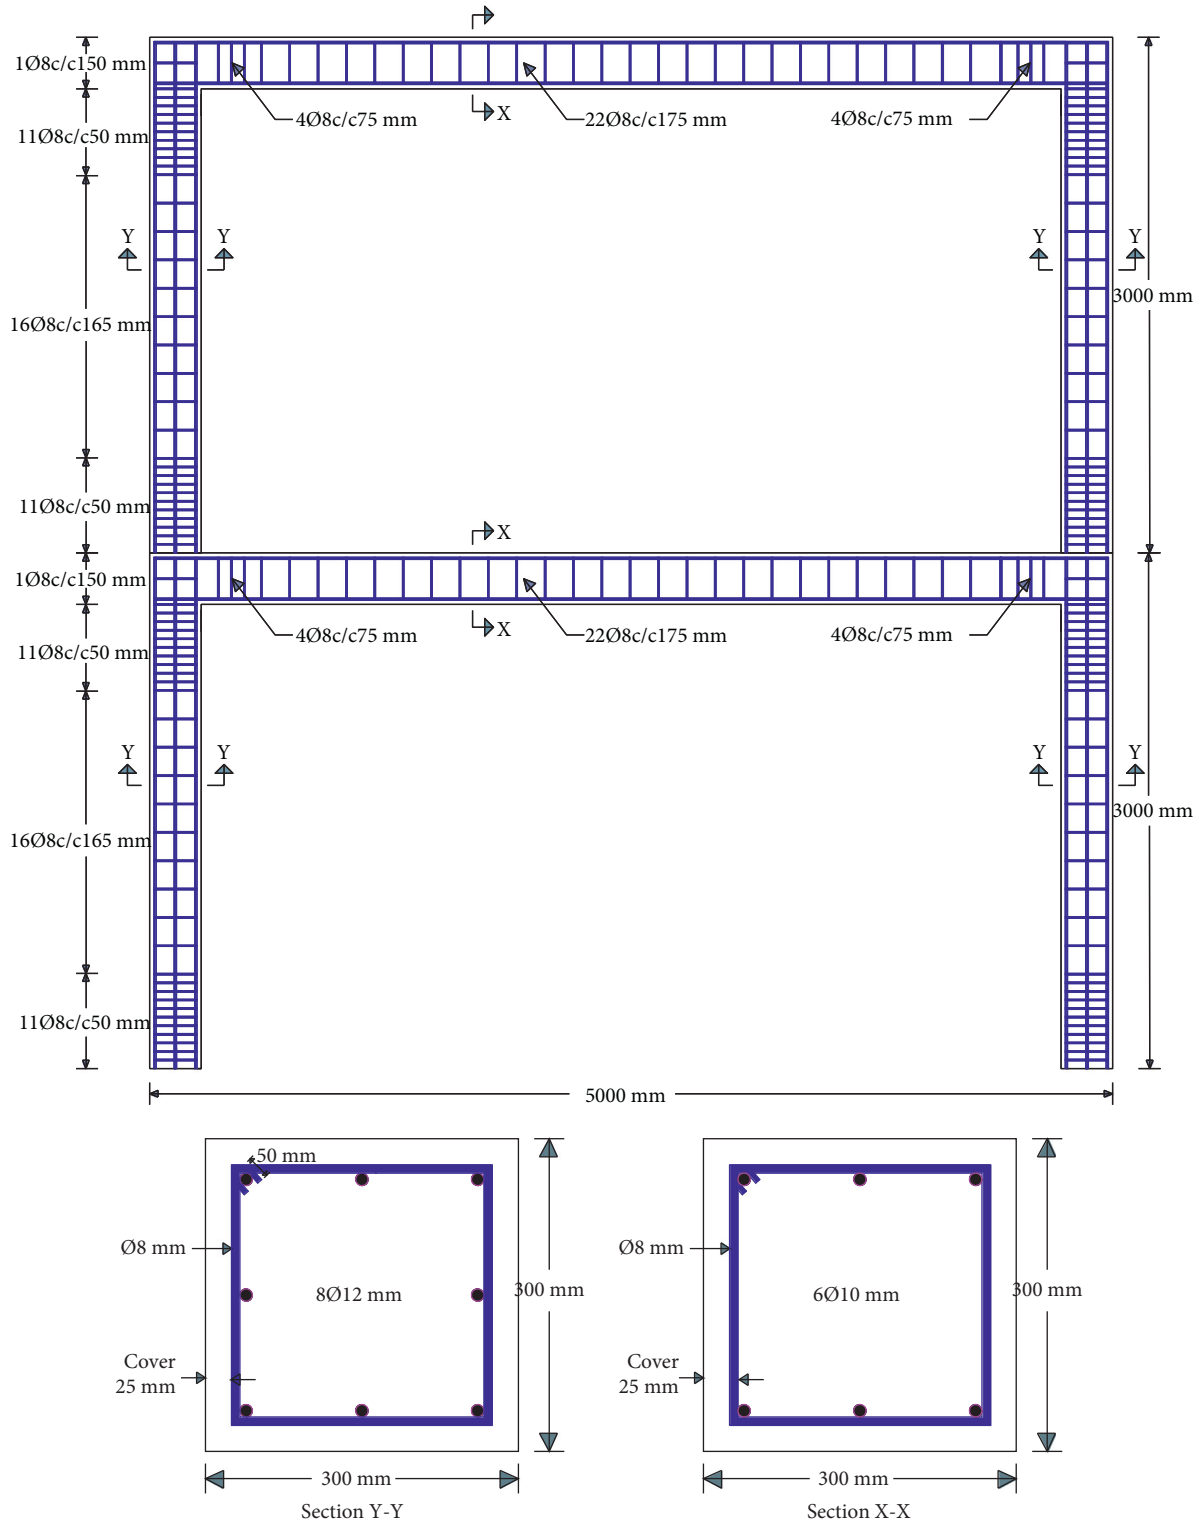 1Ø8c/c150 mm
11Ø8c/c50 mm
4Ø8c/c75 mm
X
22Ø8c/c175 mm
4Ø8c/c75 mm
Y
Y
Y
Y
3000 mm
16Ø8c/c165 mm
11Ø8c/c50 mm
X
1Ø8c/c150 mm
11Ø8c/c50 mm
4Ø8c/c75 mm
X
22Ø8c/c175 mm
4Ø8c/c75 mm
Y
Y
Y
Y
3000 mm
16Ø8c/c165 mm
11Ø8c/c50 mm
5000 mm
50 mm
Ø8 mm
8Ø12 mm
300 mm
Cover
25 mm
300 mm
Section Y-Y
Ø8 mm
6Ø10 mm
300 mm
Cover
25 mm
300 mm
Section X-X